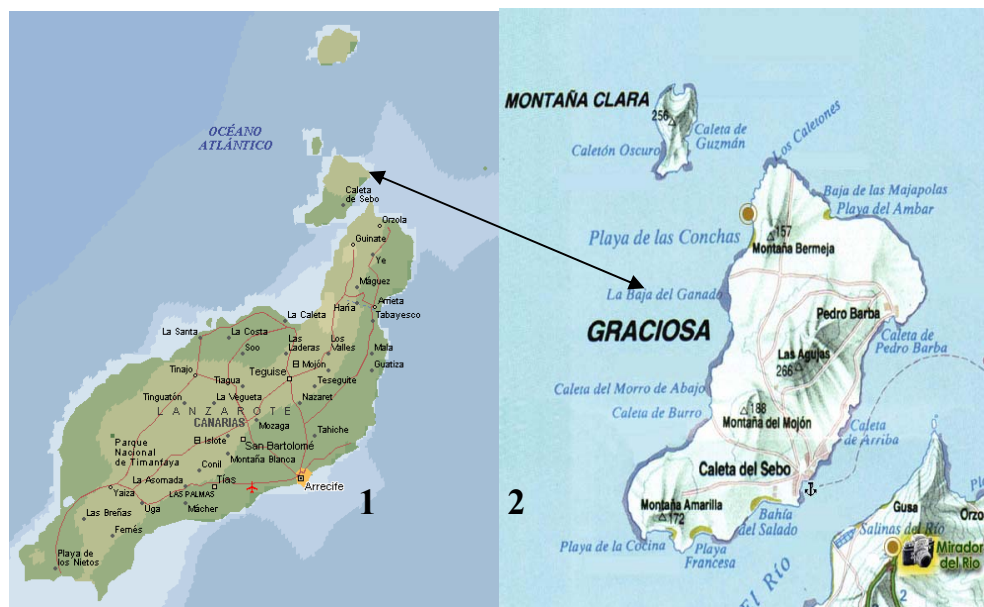 OCÉANO
ATLÁNTICO
Caleta
de Sebo
Orzola
Guinate
Ye
Máguez
Haría
Arrieta
Tabayesco
La Caleta
La Santa
La Costa
Soo
Las
Laderas
Los
Valles
Mala
Mojón
Guatiza
Tinajo
Teguise
Tiagua
Teseguite
Tinguatón
La Vegueta
Nazaret
LANZAROTE
CANARIAS
Mozaga
Tahiche
El Islote
San Bartolomé
Parque
Nacional
de Timanfaya
Conil
Montaña Blanca
La Asomada
Tías
Arrecife
Yaiza
LAS PALMAS
Uga
Mácher
Las Breñas
Femés
Playa de
los Nietos
1
MONTAÑA CLARA
256
Caleta de
Guzmán
Caletón Oscuro
Los Caletones
Baja de las Majapolas
Playa del Ambar
157
Montaña Bermeja
Playa de las Conchas
La Baja del Ganado
Pedro Barba
GRACIOSA
Caleta de
Pedro Barba
Las Agujas
266
Caleta del Morro de Abajo
188
Caleta de Burro
Montaña del Mojón
Caleta
de Arriba
Caleta del Sebo
Montaña Amarilla
172
Bahía
del Salado
Gusa
Orzo
Salinas del Río
Playa de la Cocina
Playa
Francesa
Mirador
del Rio
El Río
2
2